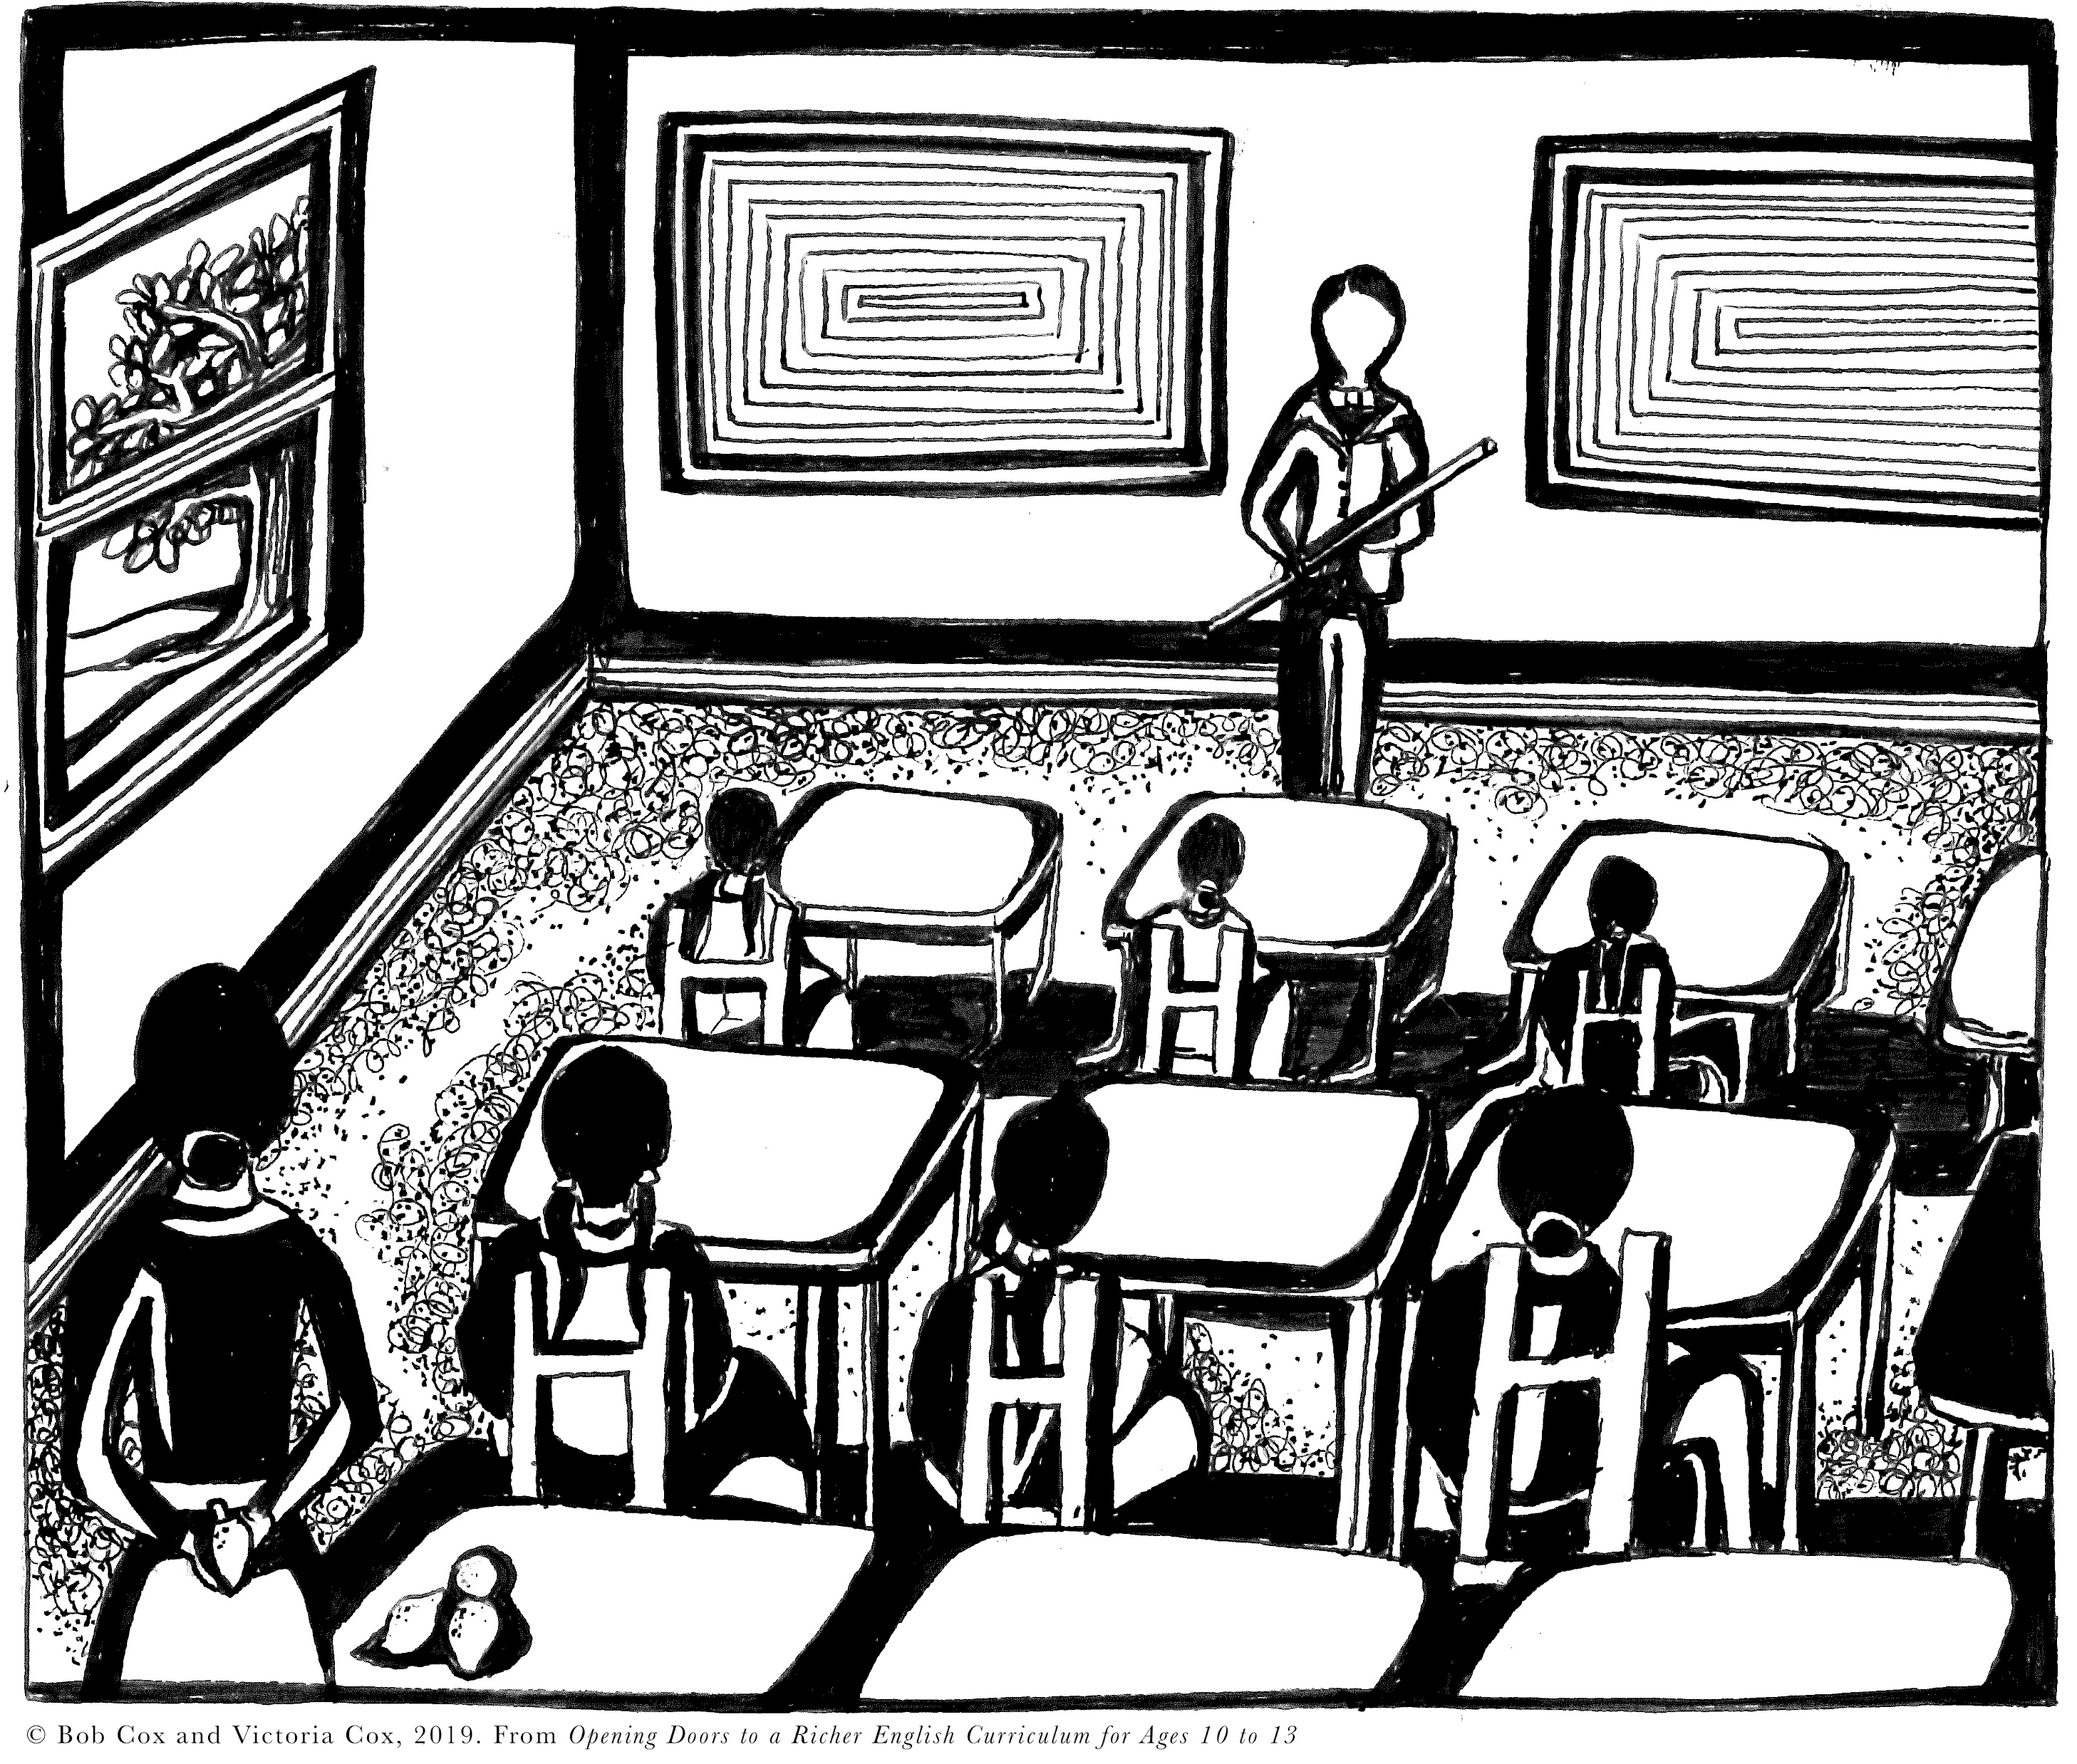 © Bob Cox and Victoria Cox, 2019. From Opening Doors to a Richer English Curriculum for Ages 10 to 13